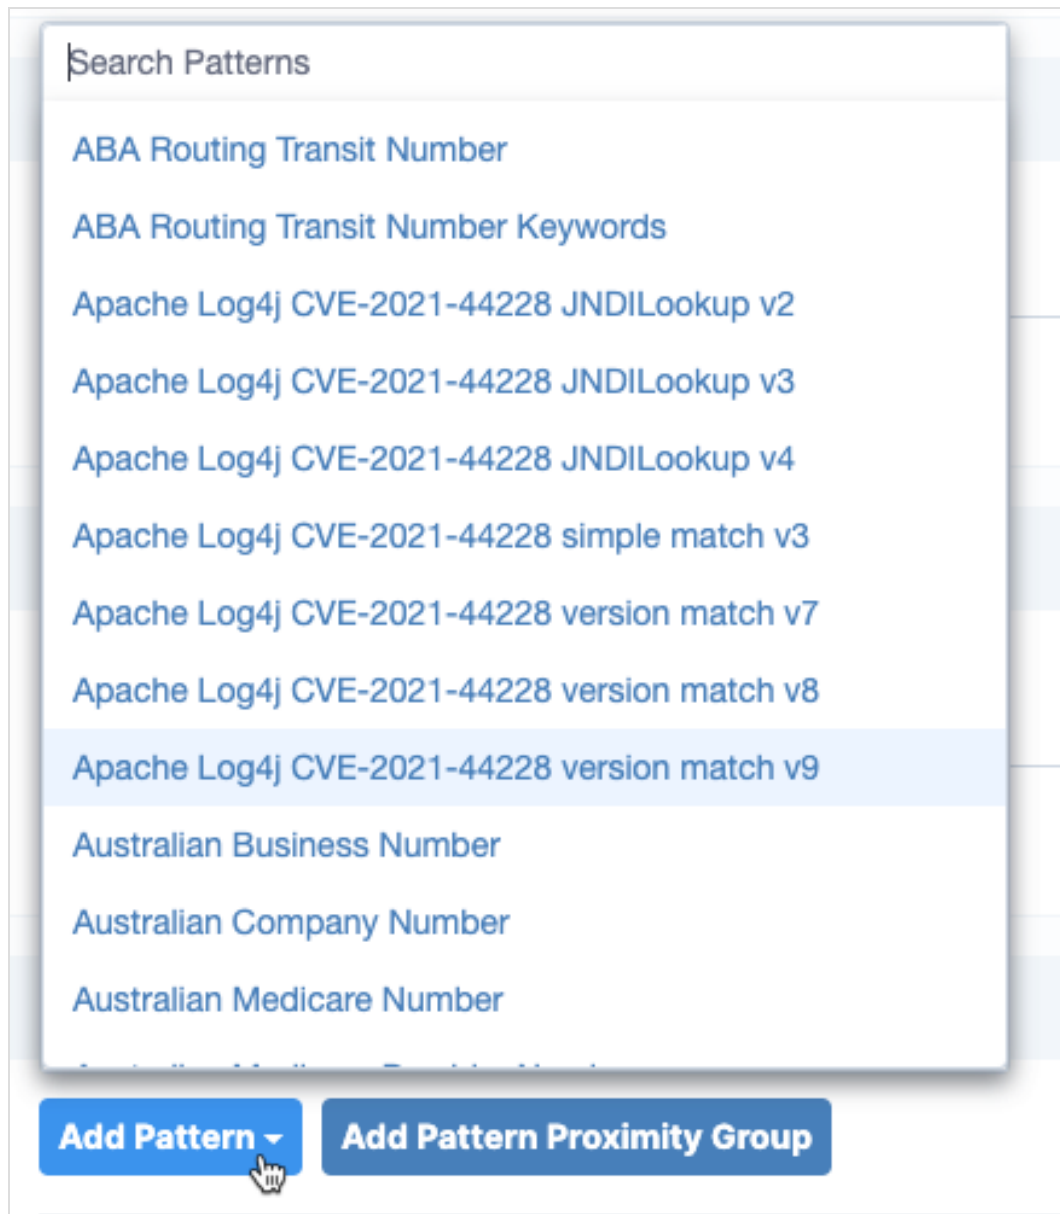 Search Patterns
ABA Routing Transit Number
ABA Routing Transit Number Keywords
Apache Log4j CVE-2021-44228 JNDILookup v2
Apache Log4j CVE-2021-44228 JNDILookup v3
Apache Log4j CVE-2021-44228 JNDILookup v4
Apache Log4j CVE-2021-44228 simple match v3
Apache Log4j CVE-2021-44228 version match v7
Apache Log4j CVE-2021-44228 version match v8
Apache Log4j CVE-2021-44228 version match v9
Australian Business Number
Australian Company Number
Australian Medicare Number
Add Pattern
Add Pattern Proximity Group